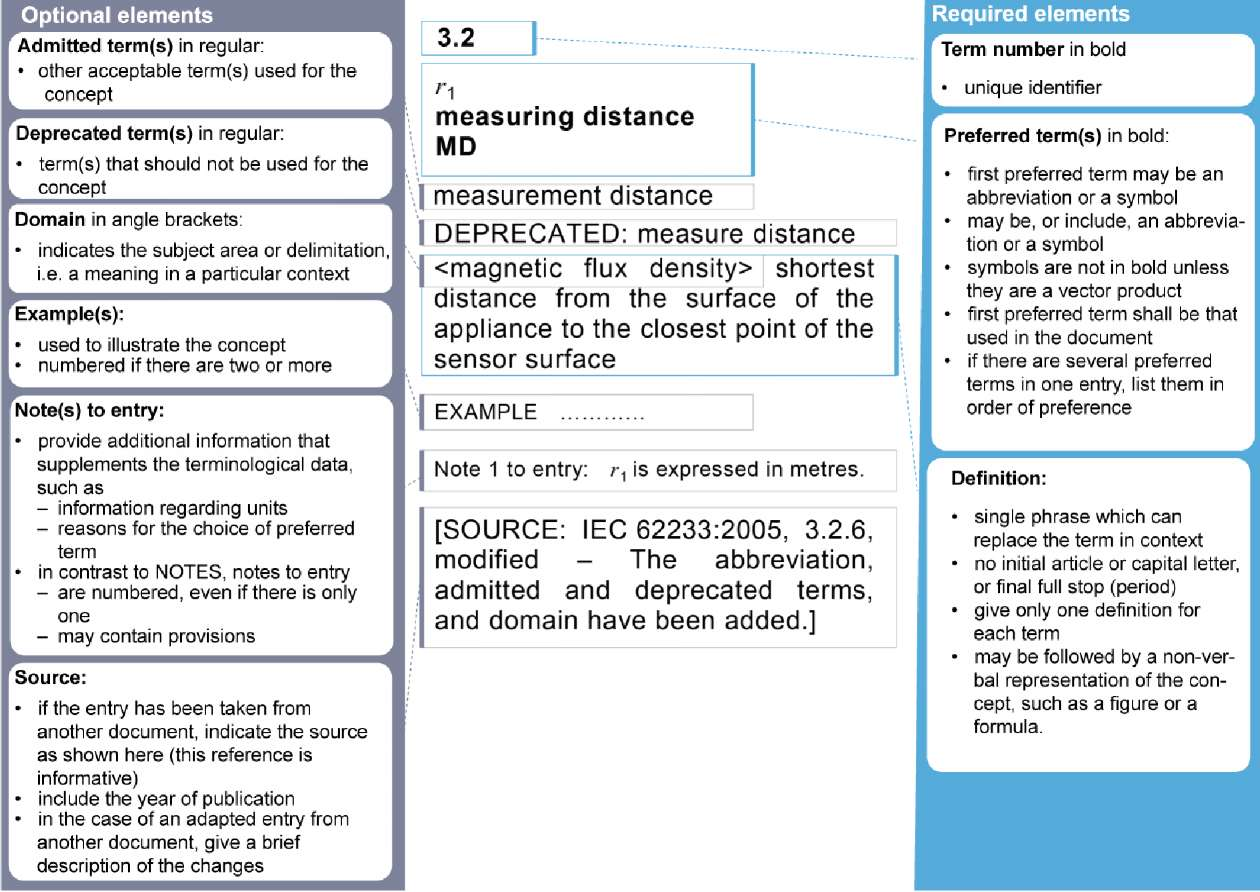 Optional elements
Admitted term(s) in regular:
• other acceptable term(s) used for the
concept
Deprecated term(s) in regular:
• term(s) that should not be used for the
concept
Domain in angle brackets:
• indicates the subject area or delimitation,
i.e. a meaning in a particular context
Example(s):
• used to illustrate the concept
• numbered if there are two or more
Note(s) to entry:
• provide additional information that
supplements the terminological data,
such as
– information regarding units
– reasons for the choice of preferred
term
• in contrast to NOTES, notes to entry
– are numbered, even if there is only
one
– may contain provisions
Source:
• if the entry has been taken from
another document, indicate the source
as shown here (this reference is
informative)
• include the year of publication
• in the case of an adapted entry from
another document, give a brief
description of the changes
3.2
r1
measuring distance
MD
measurement distance
DEPRECATED: measure distance
<magnetic flux density> shortest
distance from the surface of the
appliance to the closest point of the
sensor surface
EXAMPLE …………
Note 1 to entry: r1 is expressed in metres.
[SOURCE: IEC 62233:2005, 3.2.6,
modified – The abbreviation,
admitted and deprecated terms,
and domain have been added.]
Required elements
Term number in bold
• unique identifier
Preferred term(s) in bold:
• first preferred term may be an
abbreviation or a symbol
• may be, or include, an abbrevia-
tion or a symbol
• symbols are not in bold unless
they are a vector product
• first preferred term shall be that
used in the document
• if there are several preferred
terms in one entry, list them in
order of preference
Definition:
• single phrase which can
replace the term in context
• no initial article or capital letter,
or final full stop (period)
• give only one definition for
each term
• may be followed by a non-ver-
bal representation of the con-
cept, such as a figure or a
formula.